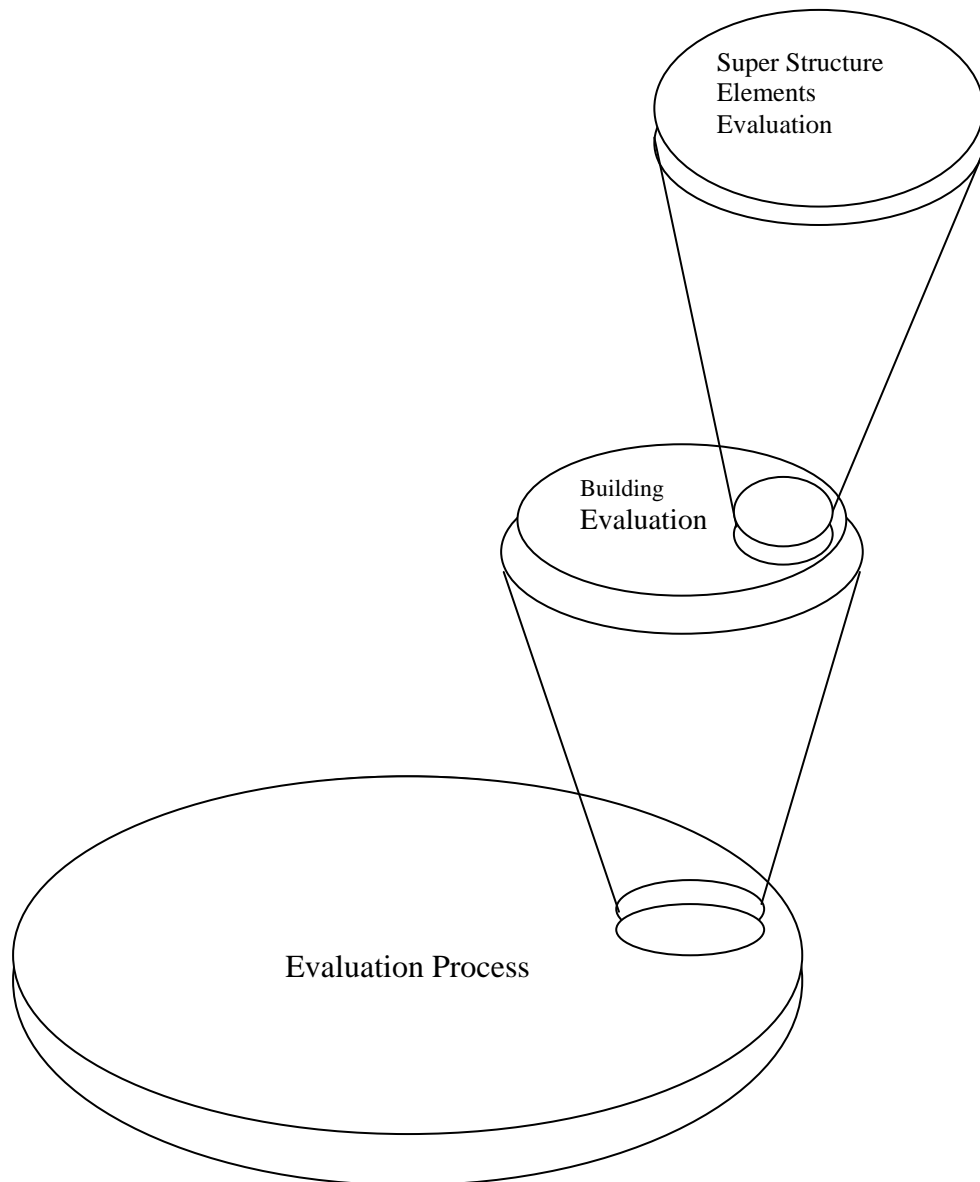 Super Structure
Elements
Evaluation
Building
Evaluation
Evaluation Process